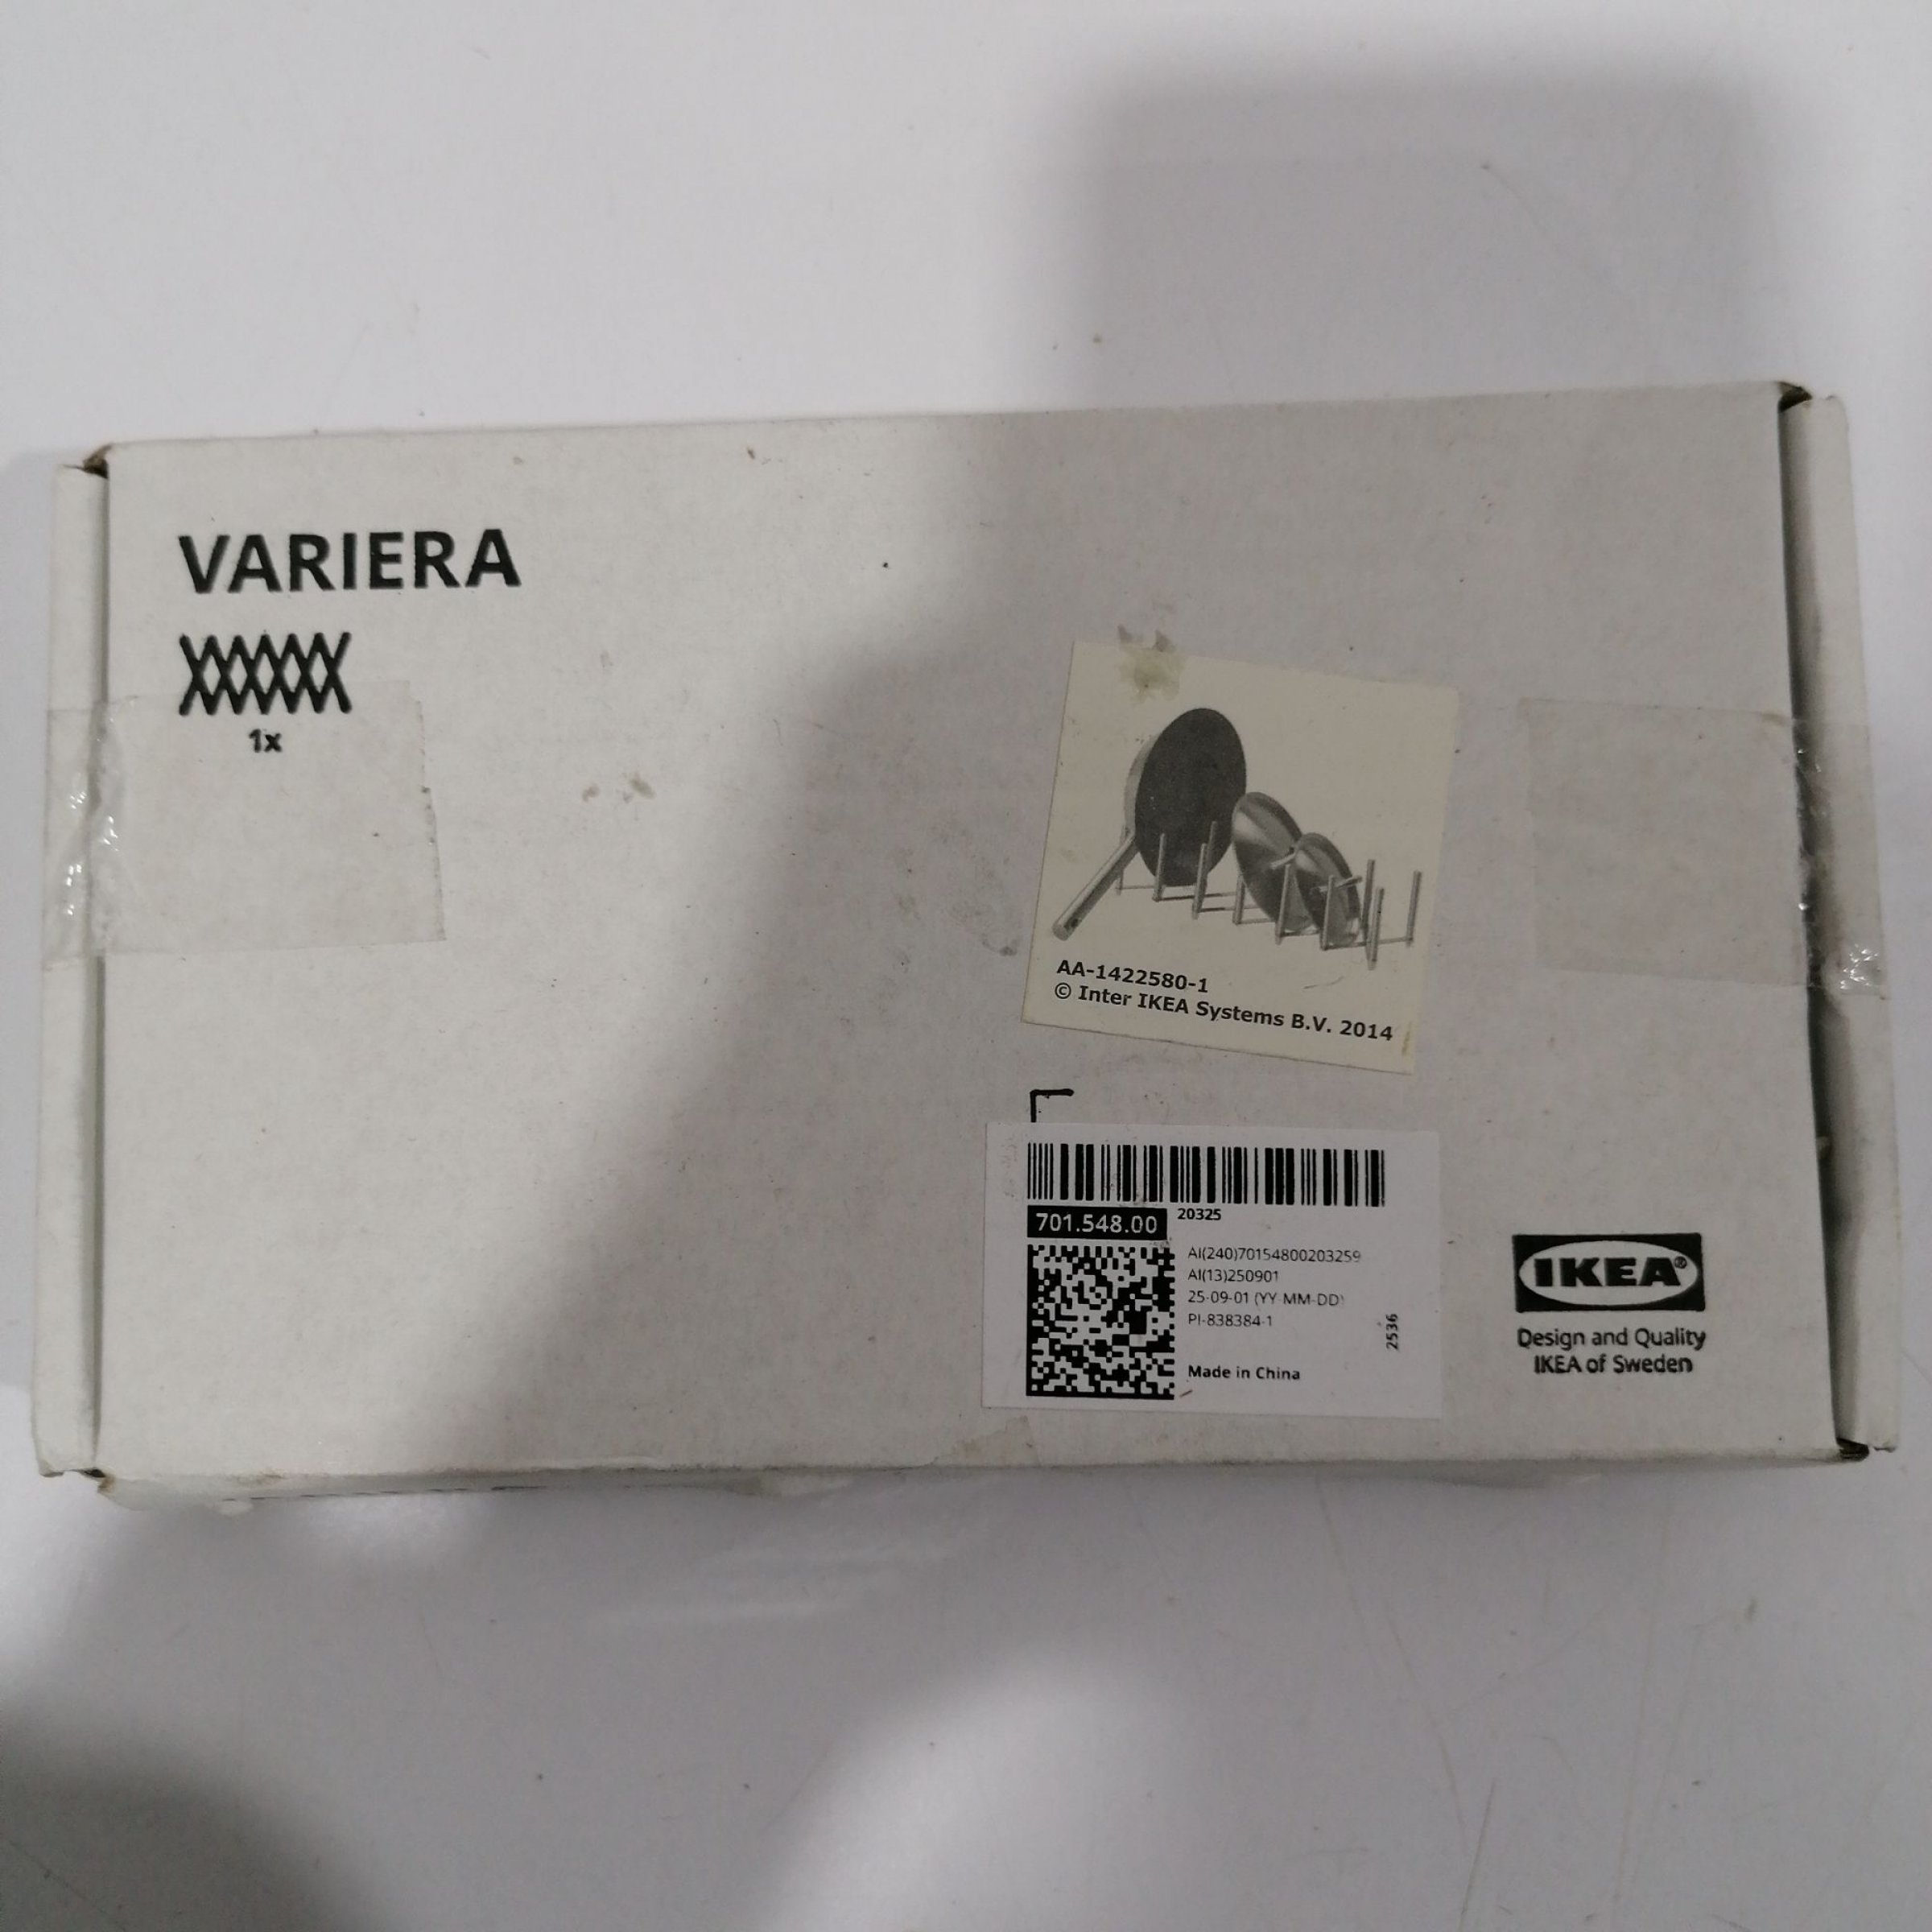 VARIERA
1x
AA-1422580-1
© Inter IKEA Systems B.V. 2014
701.548.00
20325
AI(240)70154800203259
AI(13)250901
25-09-01 (YY-MM-DD)
PI-838384-1
2536
Made in China
IKEA®
Design and Quality
IKEA of Sweden